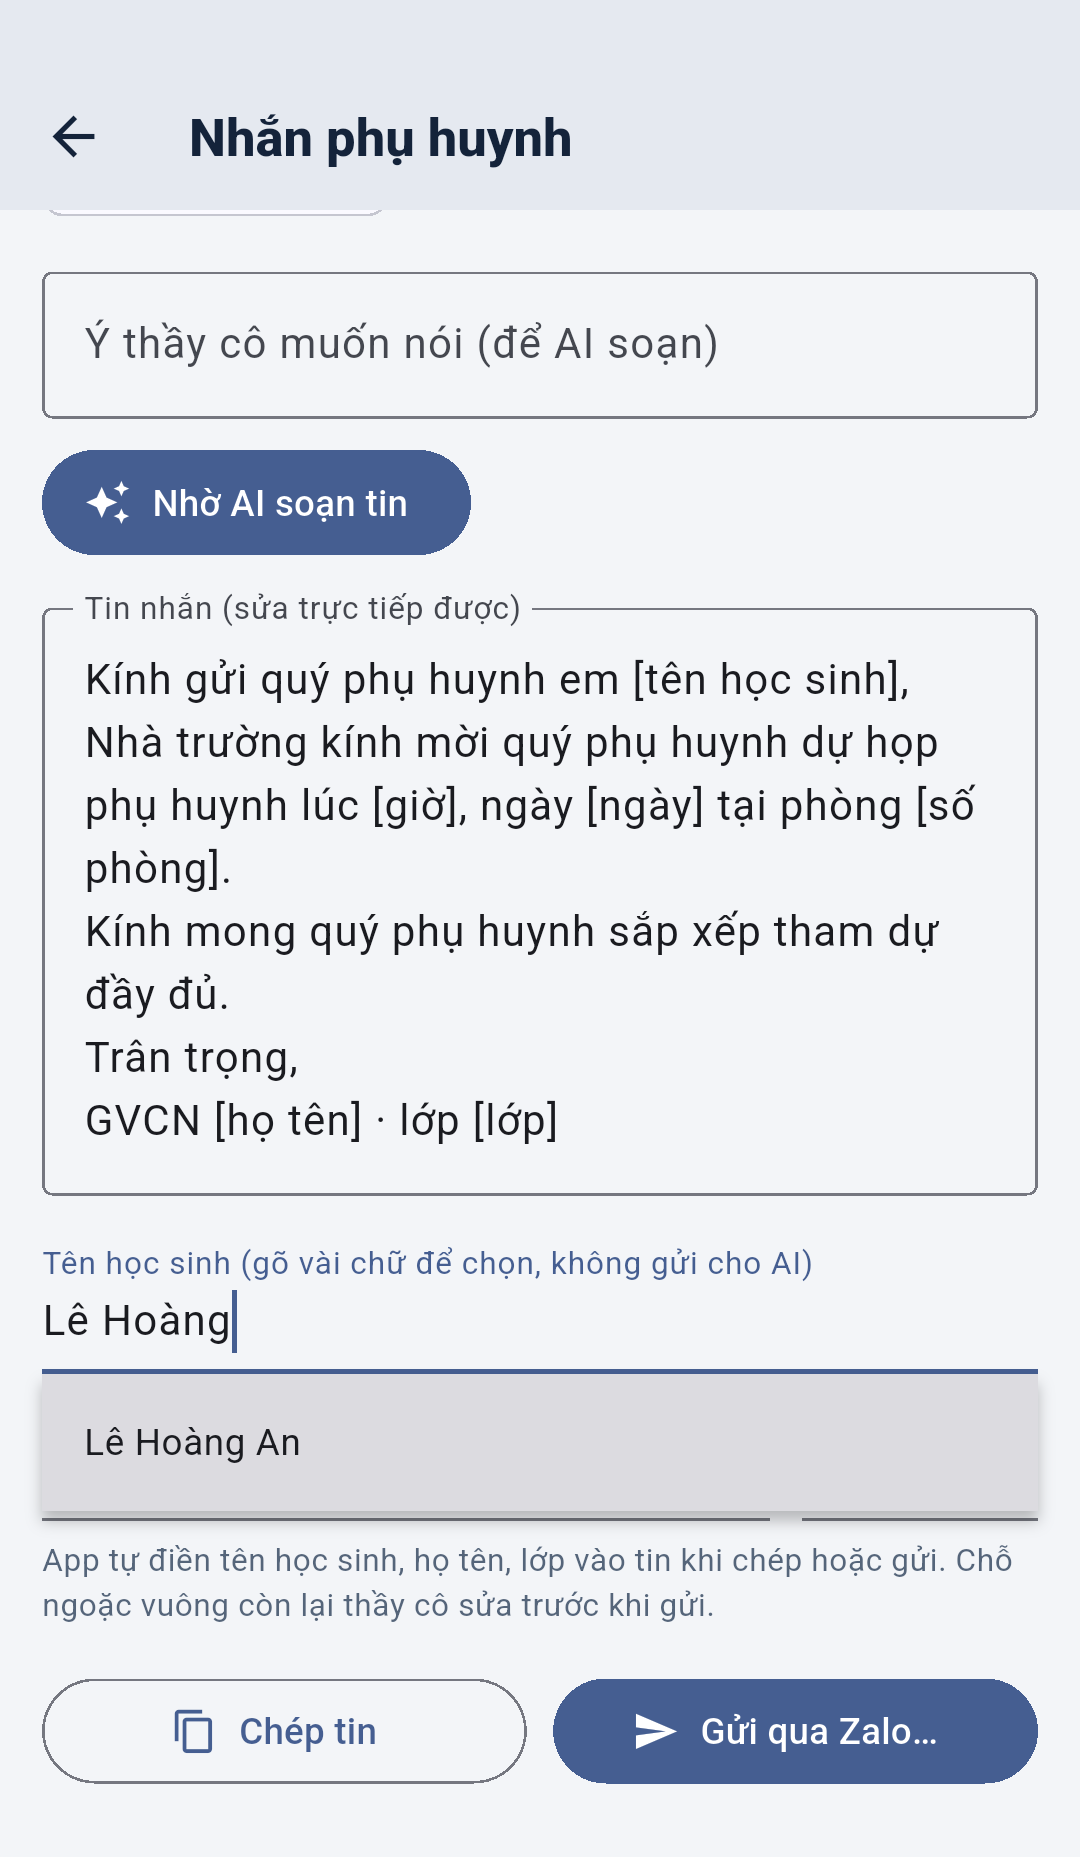 Nhắn phụ huynh
Ý thầy cô muốn nói (để AI soạn)
Nhờ AI soạn tin
Tin nhắn (sửa trực tiếp được)
Kính gửi quý phụ huynh em [tên học sinh],
Nhà trường kính mời quý phụ huynh dự họp
phụ huynh lúc [giờ], ngày [ngày] tại phòng [số
phòng].
Kính mong quý phụ huynh sắp xếp tham dự
đầy đủ.
Trân trọng,
GVCN [họ tên] · lớp [lớp]
Tên học sinh (gõ vài chữ để chọn, không gửi cho AI)
Lê Hoàng
Lê Hoàng An
App tự điền tên học sinh, họ tên, lớp vào tin khi chép hoặc gửi. Chỗ
ngoặc vuông còn lại thầy cô sửa trước khi gửi.
Chép tin
Gửi qua Zalo…